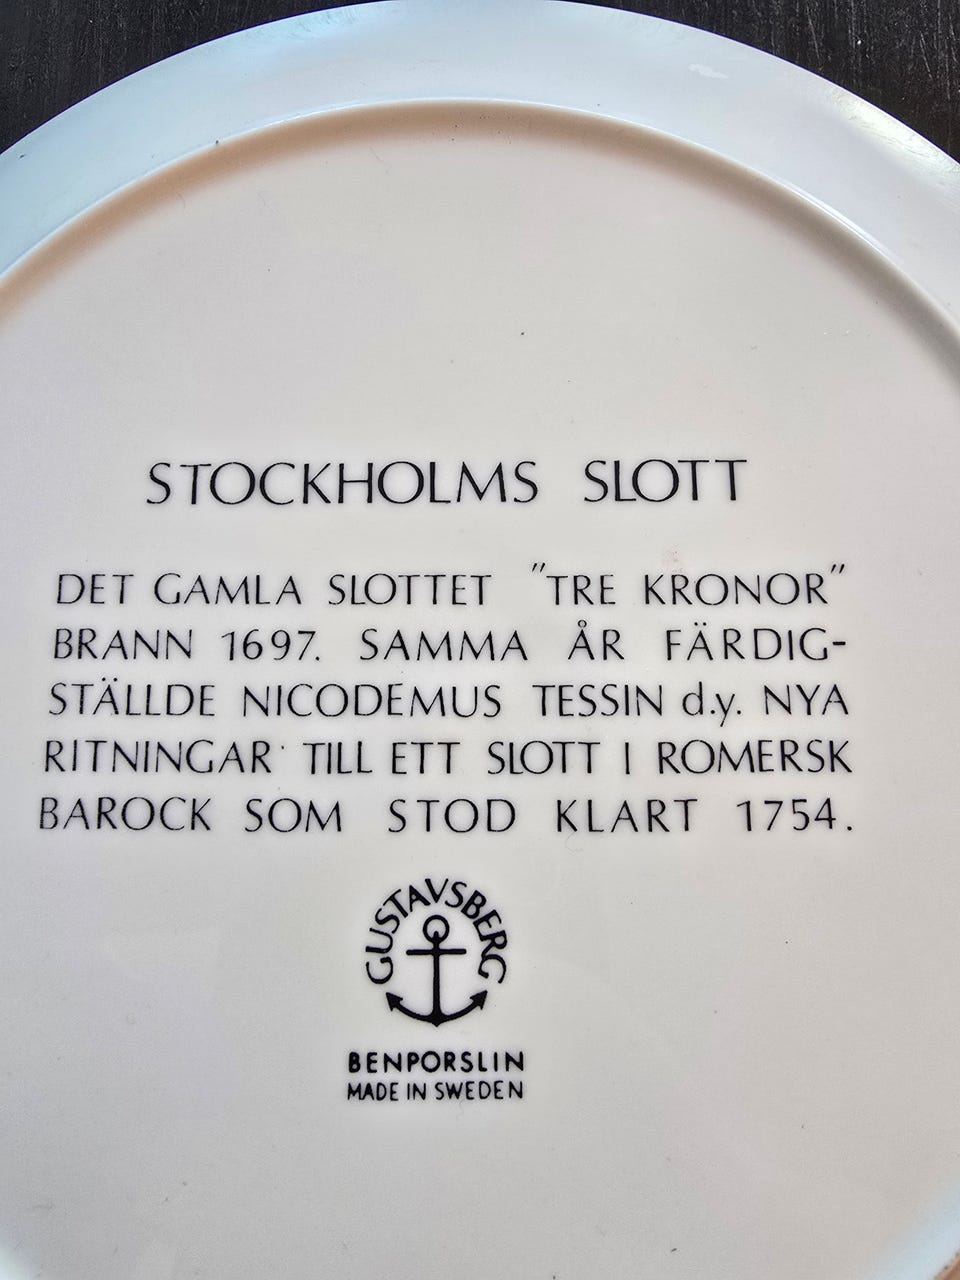 STOCKHOLMS SLOTT
DET GAMLA SLOTTET "TRE KRONOR"
BRANN 1697. SAMMA ÅR FÄRDIG-
STÄLLDE NICODEMUS TESSIN d.y. NYA
RITNINGAR TILL ETT SLOTT I ROMERSK
BAROCK SOM STOD KLART 1754.
GUSTAVSBERG
BENPORSLIN
MADE IN SWEDEN